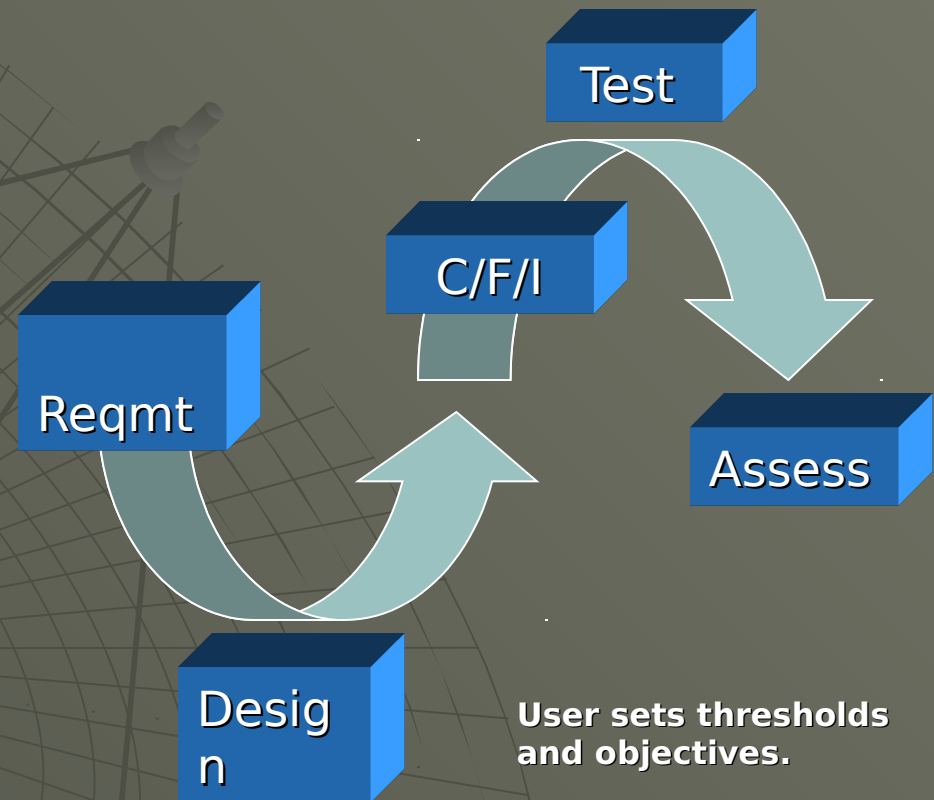 Test
C/F/I
Reqmt
Assess
Desig
n
User sets thresholds
and objectives.